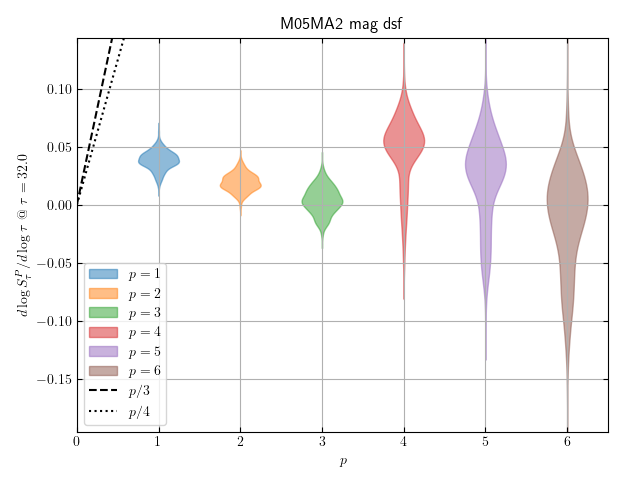 M05MA2 mag dsf
d log S_τ^P / d log τ @ τ = 32.0
0.10
0.05
0.00
−0.05
−0.10
−0.15
p = 1
p = 2
p = 3
p = 4
p = 5
p = 6
p/3
p/4
0 1 2 3 4 5 6
p